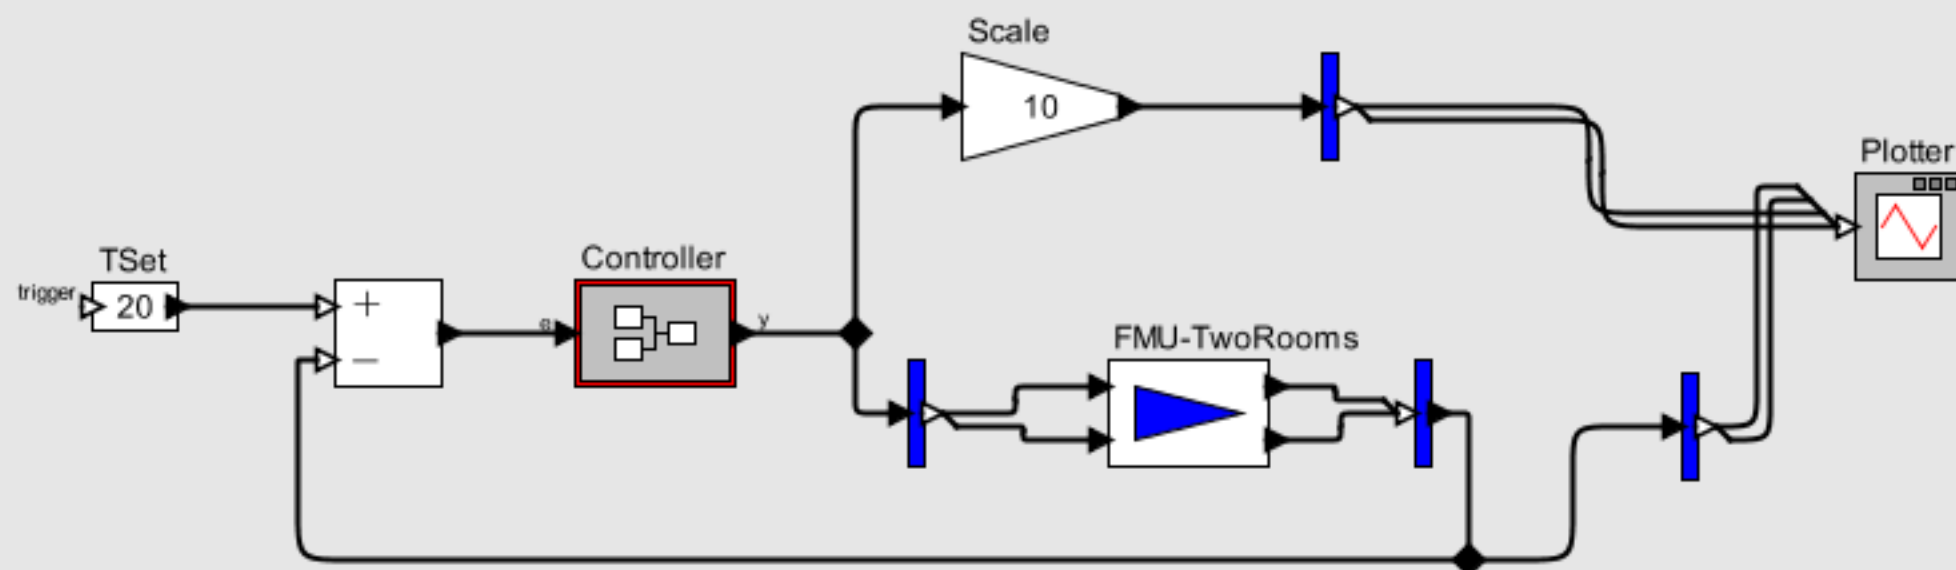 Scale
10
Plotter
TSet
trigger
20
+
−
Controller
e
y
FMU-TwoRooms